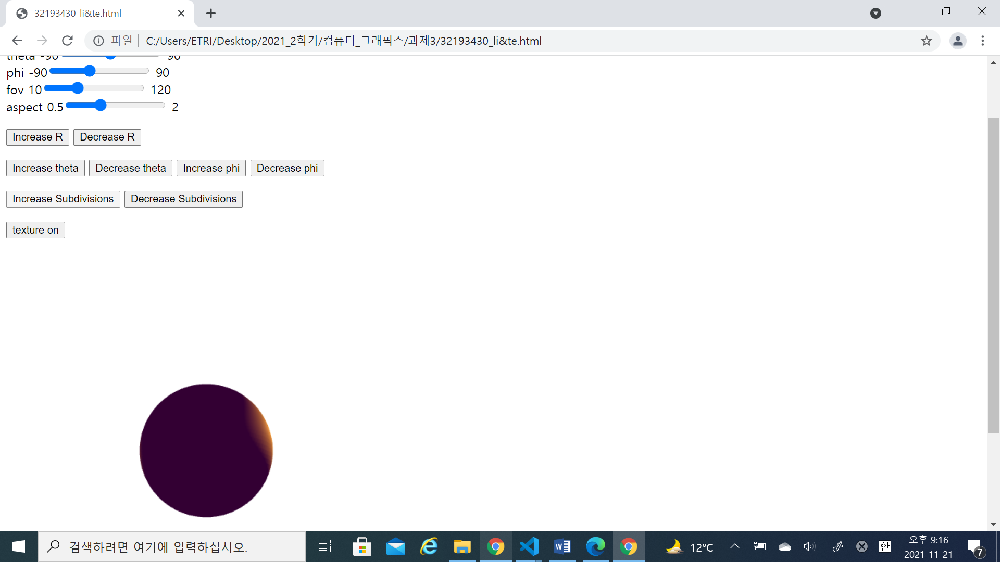 32193430_li&te.html
파일 C:/Users/ETRI/Desktop/2021_2학기/컴퓨터_그래픽스/과제3/32193430_li&te.html
theta -90 90
phi -90 90
fov 10 120
aspect 0.5 2
Increase R Decrease R
Increase theta Decrease theta Increase phi Decrease phi
Increase Subdivisions Decrease Subdivisions
texture on
검색하려면 여기에 입력하십시오.
12°C
한
오후 9:16
2021-11-21
7